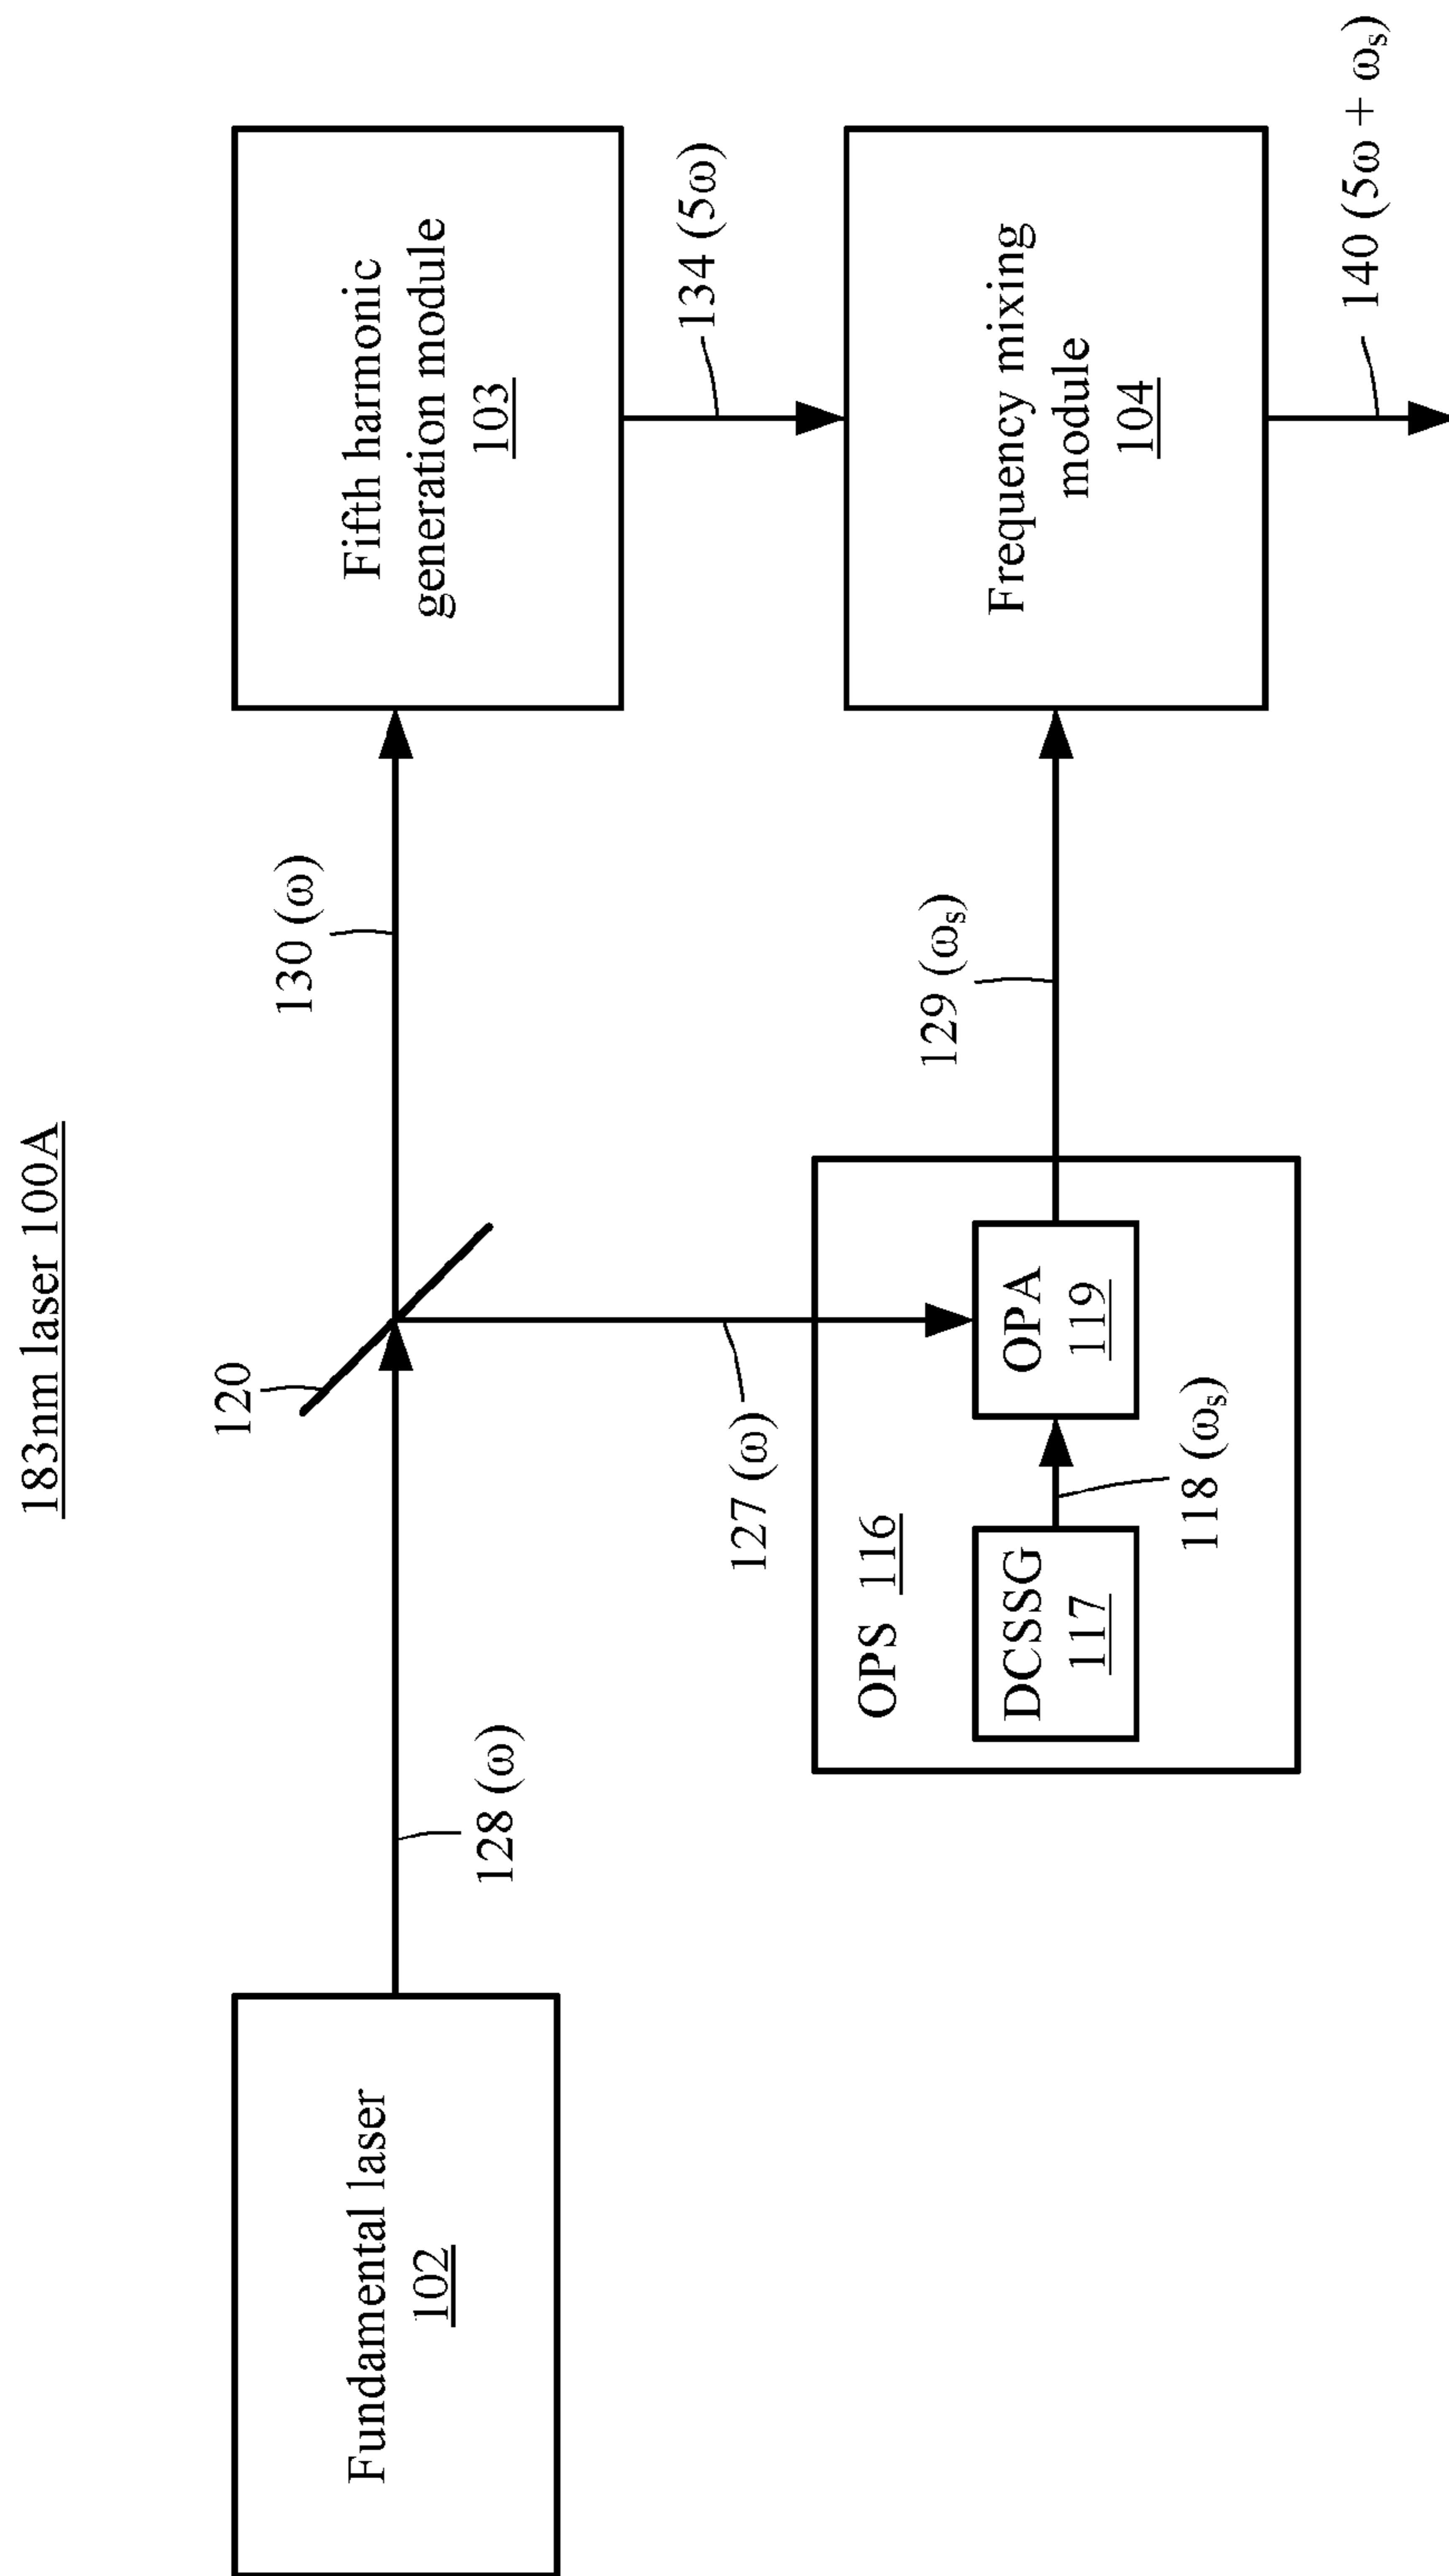 183nm laser 100A
Fundamental laser
102
128 (ω)
120
130 (ω)
Fifth harmonic
generation module
103
127 (ω)
134 (5ω)
OPS 116
DCSSG
117
118 (ωs)
OPA
119
129 (ωs)
Frequency mixing
module
104
140 (5ω + ωs)